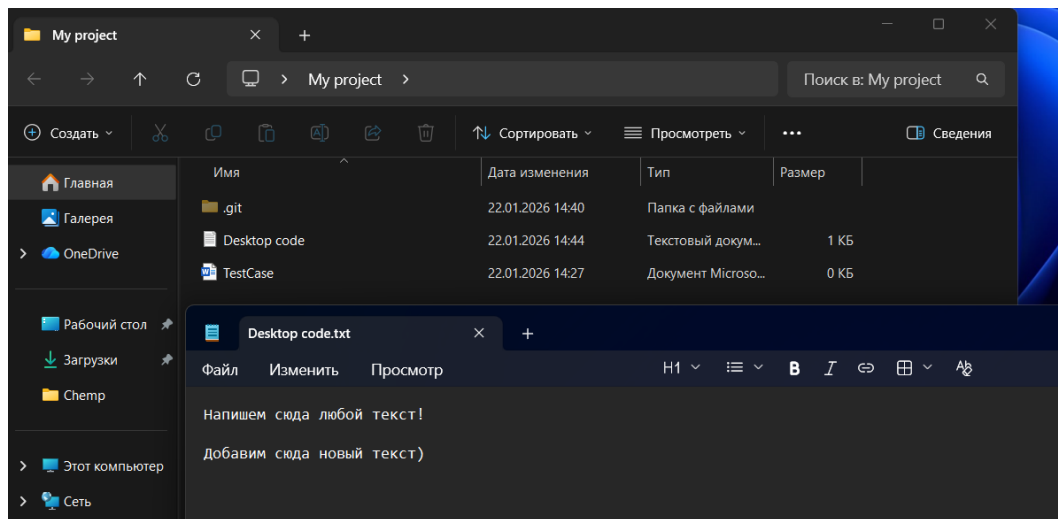 My project
My project
Поиск в: My project
Создать
Сортировать
Просмотреть
Сведения
Имя
Дата изменения
Тип
Размер
Главная
Галерея
OneDrive
Рабочий стол
Загрузки
Chemp
Этот компьютер
Сеть
.git 22.01.2026 14:40 Папка с файлами
Desktop code 22.01.2026 14:44 Текстовый докум... 1 КБ
TestCase 22.01.2026 14:27 Документ Microso... 0 КБ
Desktop code.txt
Файл Изменить Просмотр H1 B I
Напишем сюда любой текст!
Добавим сюда новый текст)